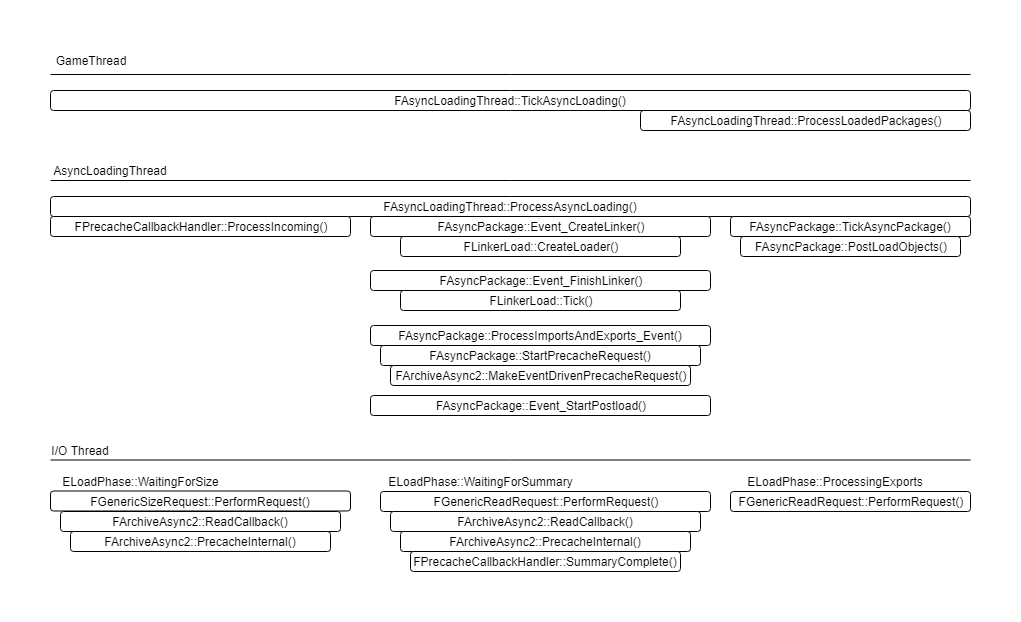 GameThread
FAsyncLoadingThread::TickAsyncLoading()
FAsyncLoadingThread::ProcessLoadedPackages()
AsyncLoadingThread
FAsyncLoadingThread::ProcessAsyncLoading()
FPrecacheCallbackHandler::ProcessIncoming()
FAsyncPackage::Event_CreateLinker()
FAsyncPackage::TickAsyncPackage()
FLinkerLoad::CreateLoader()
FAsyncPackage::PostLoadObjects()
FAsyncPackage::Event_FinishLinker()
FLinkerLoad::Tick()
FAsyncPackage::ProcessImportsAndExports_Event()
FAsyncPackage::StartPrecacheRequest()
FArchiveAsync2::MakeEventDrivenPrecacheRequest()
FAsyncPackage::Event_StartPostload()
I/O Thread
ELoadPhase::WaitingForSize
ELoadPhase::WaitingForSummary
ELoadPhase::ProcessingExports
FGenericSizeRequest::PerformRequest()
FGenericReadRequest::PerformRequest()
FGenericReadRequest::PerformRequest()
FArchiveAsync2::ReadCallback()
FArchiveAsync2::ReadCallback()
FArchiveAsync2::PrecacheInternal()
FArchiveAsync2::PrecacheInternal()
FPrecacheCallbackHandler::SummaryComplete()